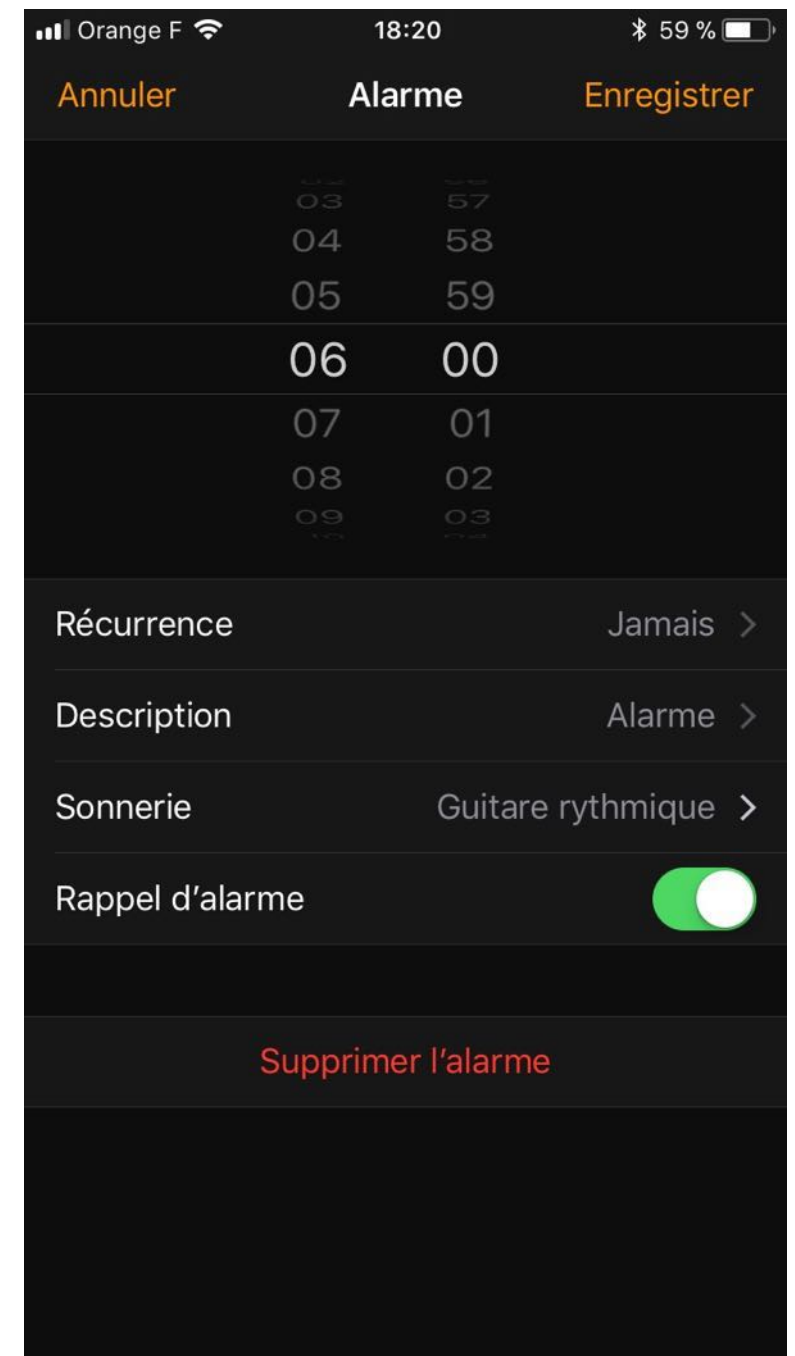 Orange F 18:20 59 %
Annuler Alarme Enregistrer
03 57
04 58
05 59
06 00
07 01
08 02
09 03
Récurrence Jamais
Description Alarme
Sonnerie Guitare rythmique
Rappel d’alarme
Supprimer l’alarme